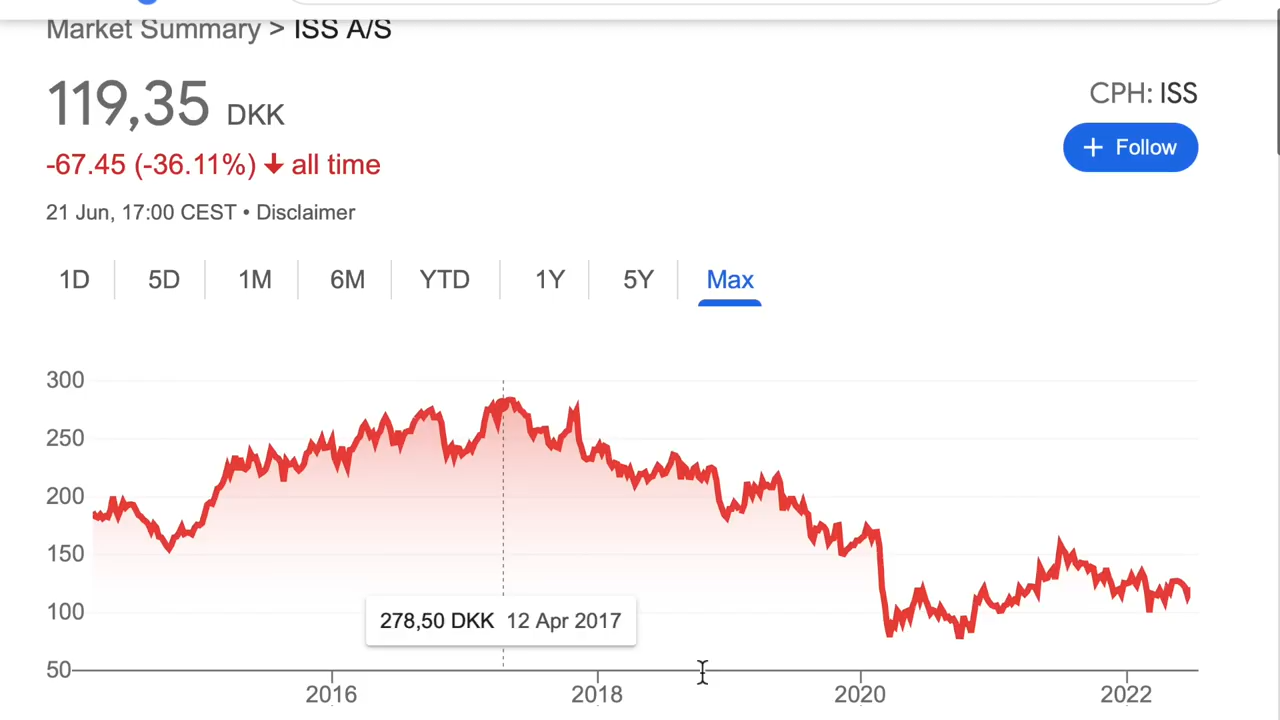 Market Summary > ISS A/S
119,35 DKK
CPH: ISS
+ Follow
-67.45 (-36.11%) ↓ all time
21 Jun, 17:00 CEST • Disclaimer
1D 5D 1M 6M YTD 1Y 5Y Max
300
250
200
150
100
50
278,50 DKK 12 Apr 2017
2016 2018 2020 2022